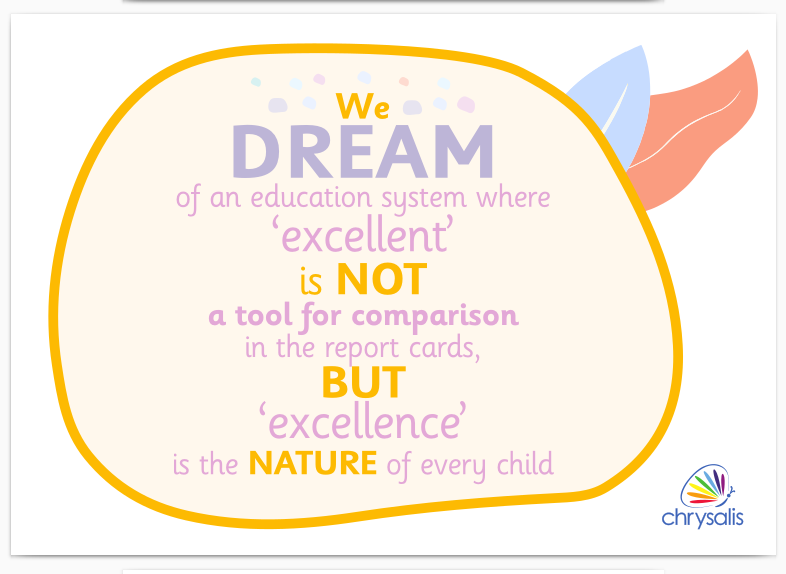 We
DREAM
of an education system where
‘excellent’
is NOT
a tool for comparison
in the report cards,
BUT
‘excellence’
is the NATURE of every child
chrysalis